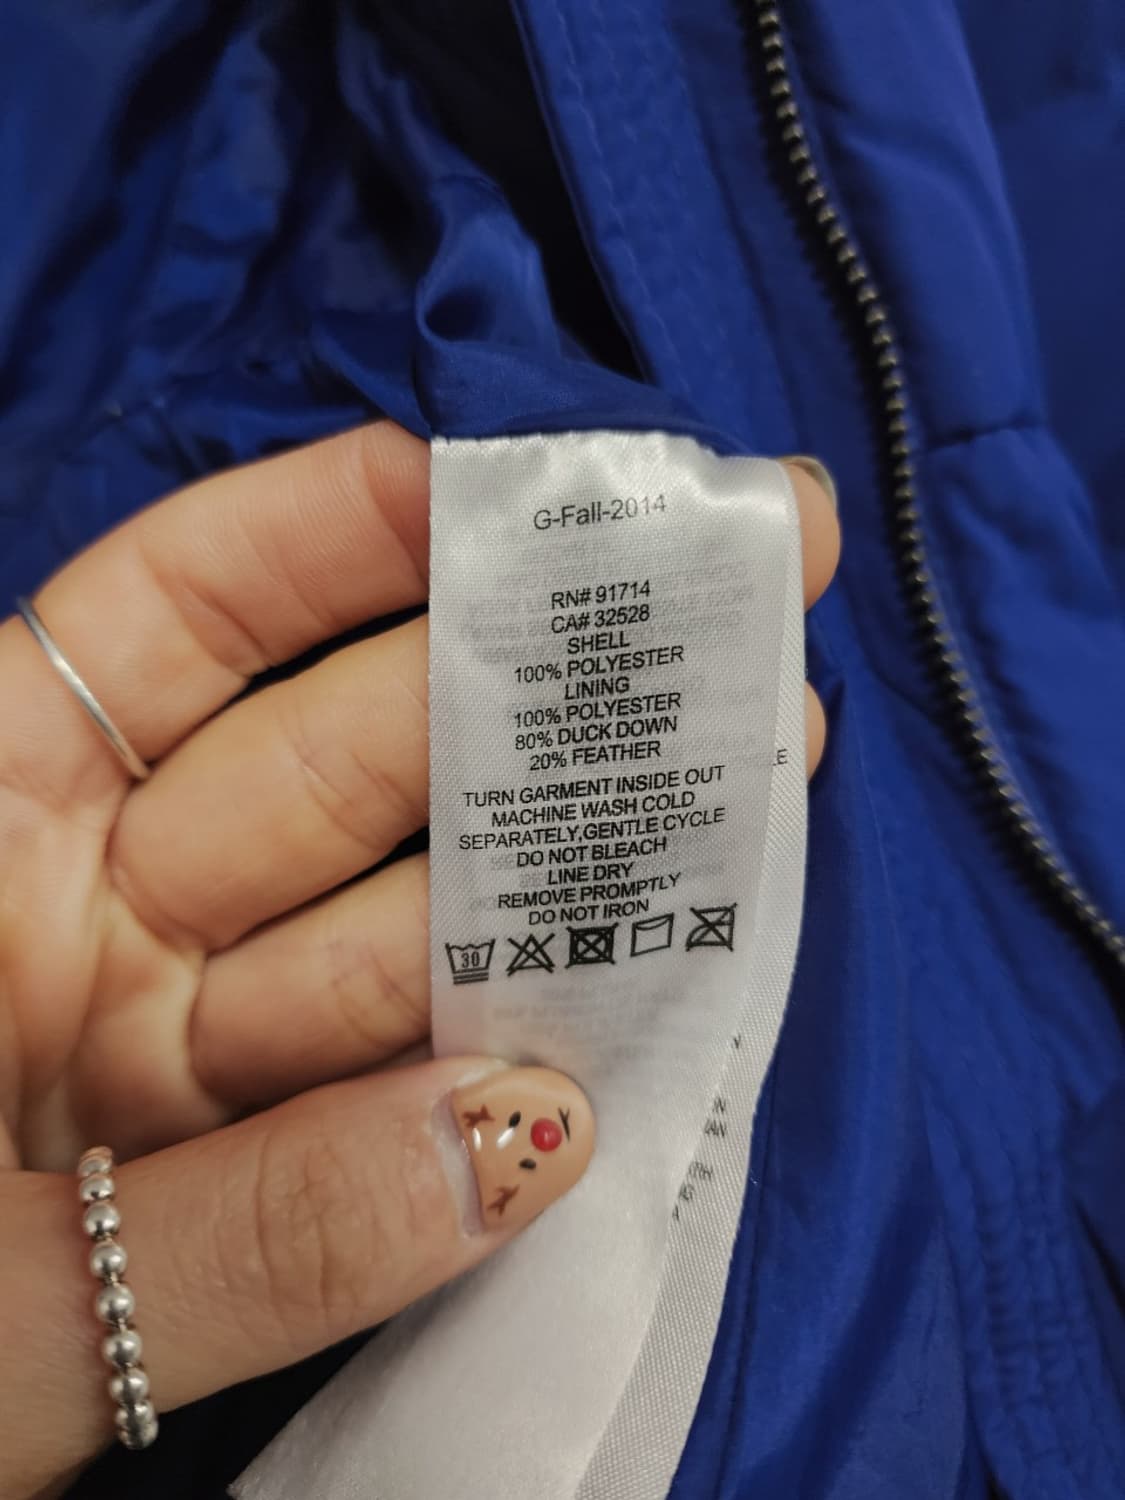 G-Fall-2014
RN# 91714
CA# 32528
SHELL
100% POLYESTER
LINING
100% POLYESTER
80% DUCK DOWN
20% FEATHER
TURN GARMENT INSIDE OUT
MACHINE WASH COLD
SEPARATELY,GENTLE CYCLE
DO NOT BLEACH
LINE DRY
REMOVE PROMPTLY
DO NOT IRON
30